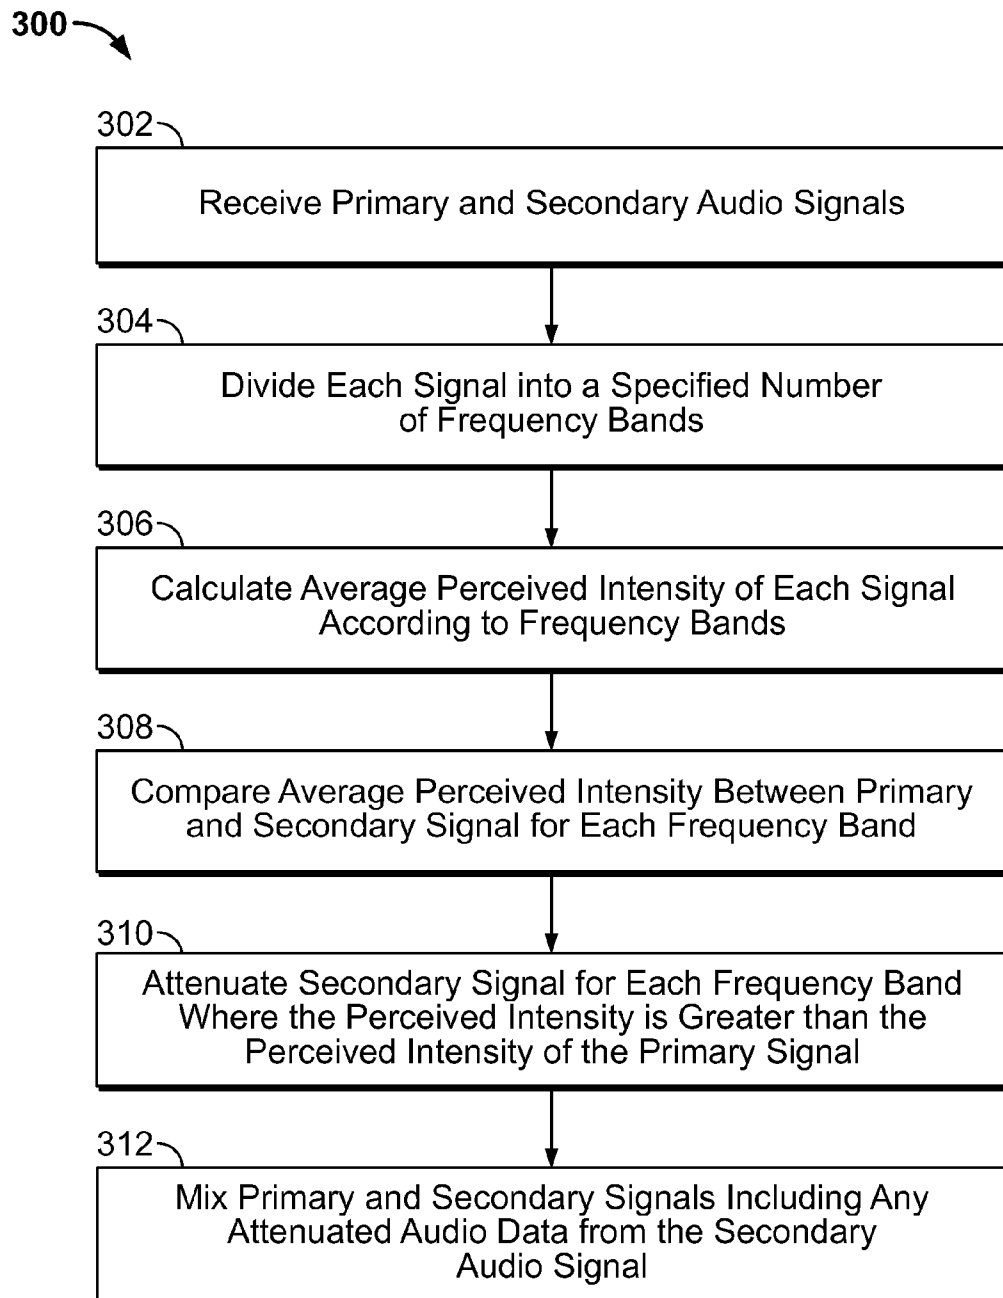 300
302
Receive Primary and Secondary Audio Signals
304
Divide Each Signal into a Specified Number
of Frequency Bands
306
Calculate Average Perceived Intensity of Each Signal
According to Frequency Bands
308
Compare Average Perceived Intensity Between Primary
and Secondary Signal for Each Frequency Band
310
Attenuate Secondary Signal for Each Frequency Band
Where the Perceived Intensity is Greater than the
Perceived Intensity of the Primary Signal
312
Mix Primary and Secondary Signals Including Any
Attenuated Audio Data from the Secondary
Audio Signal